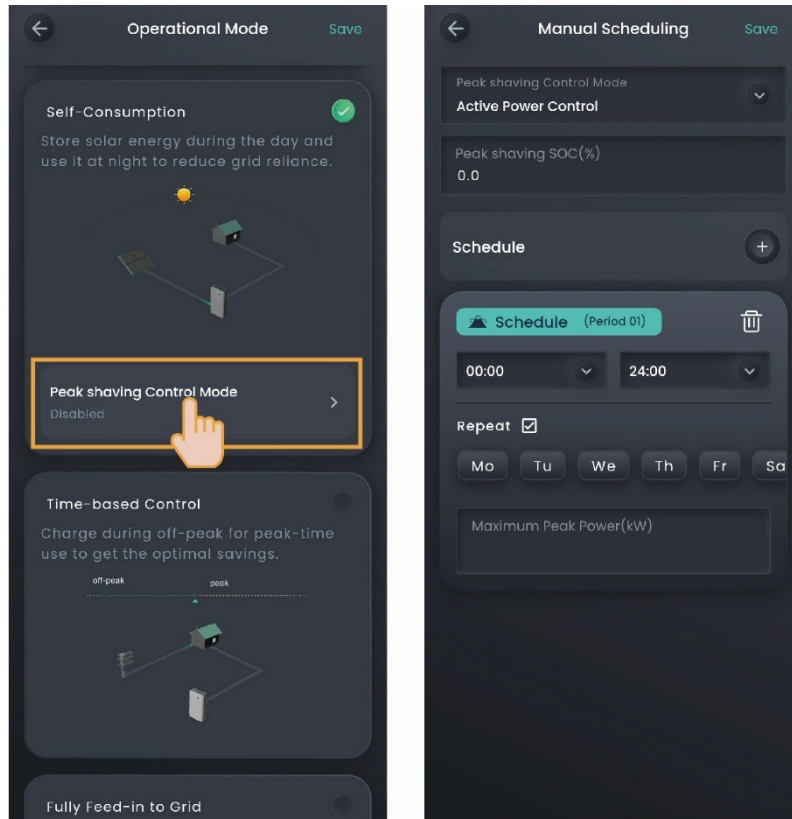 Operational Mode
Save
Self-Consumption
Store solar energy during the day and
use it at night to reduce grid reliance.
Peak shaving Control Mode
Disabled
Time-based Control
Charge during off-peak for peak-time
use to get the optimal savings.
off-peak peak
Fully Feed-in to Grid
Manual Scheduling
Save
Peak shaving Control Mode
Active Power Control
Peak shaving SOC(%)
0.0
Schedule
Schedule (Period 01)
00:00 24:00
Repeat
Mo Tu We Th Fr Sa
Maximum Peak Power(kW)